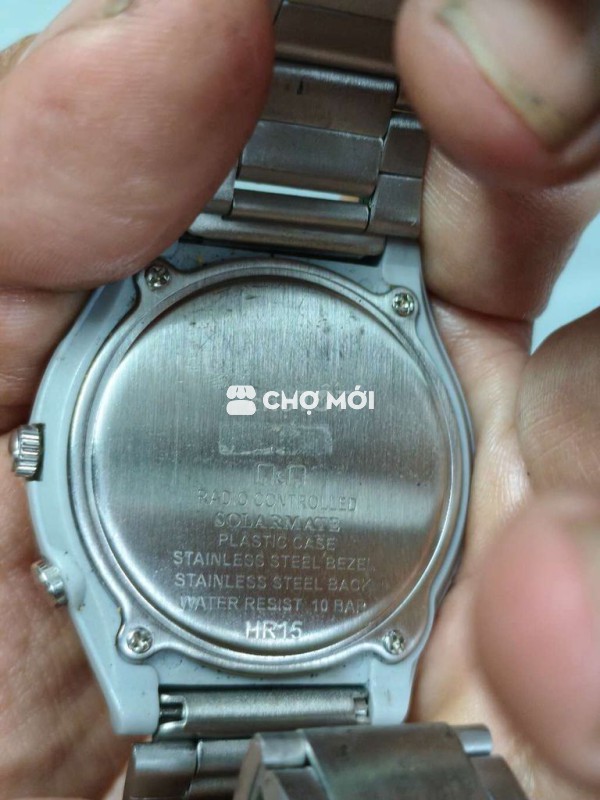 CHỢ MỚI
Q&Q
RADIO CONTROLLED
SOLARMATE
PLASTIC CASE
STAINLESS STEEL BEZEL
STAINLESS STEEL BACK
WATER RESIST 10 BAR
HR15